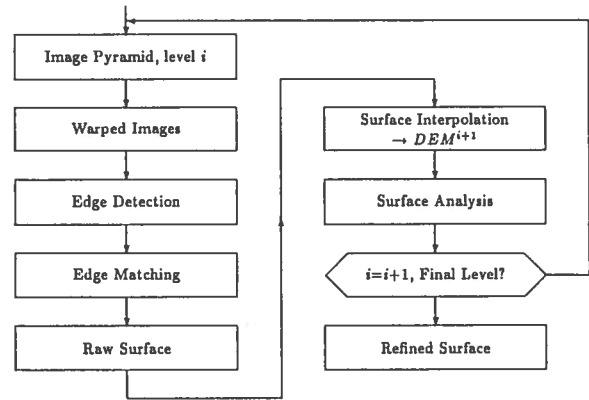 Image Pyramid, level i
Warped Images
Edge Detection
Edge Matching
Raw Surface
Surface Interpolation
→ DEMⁱ⁺¹
Surface Analysis
i=i+1, Final Level?
Refined Surface